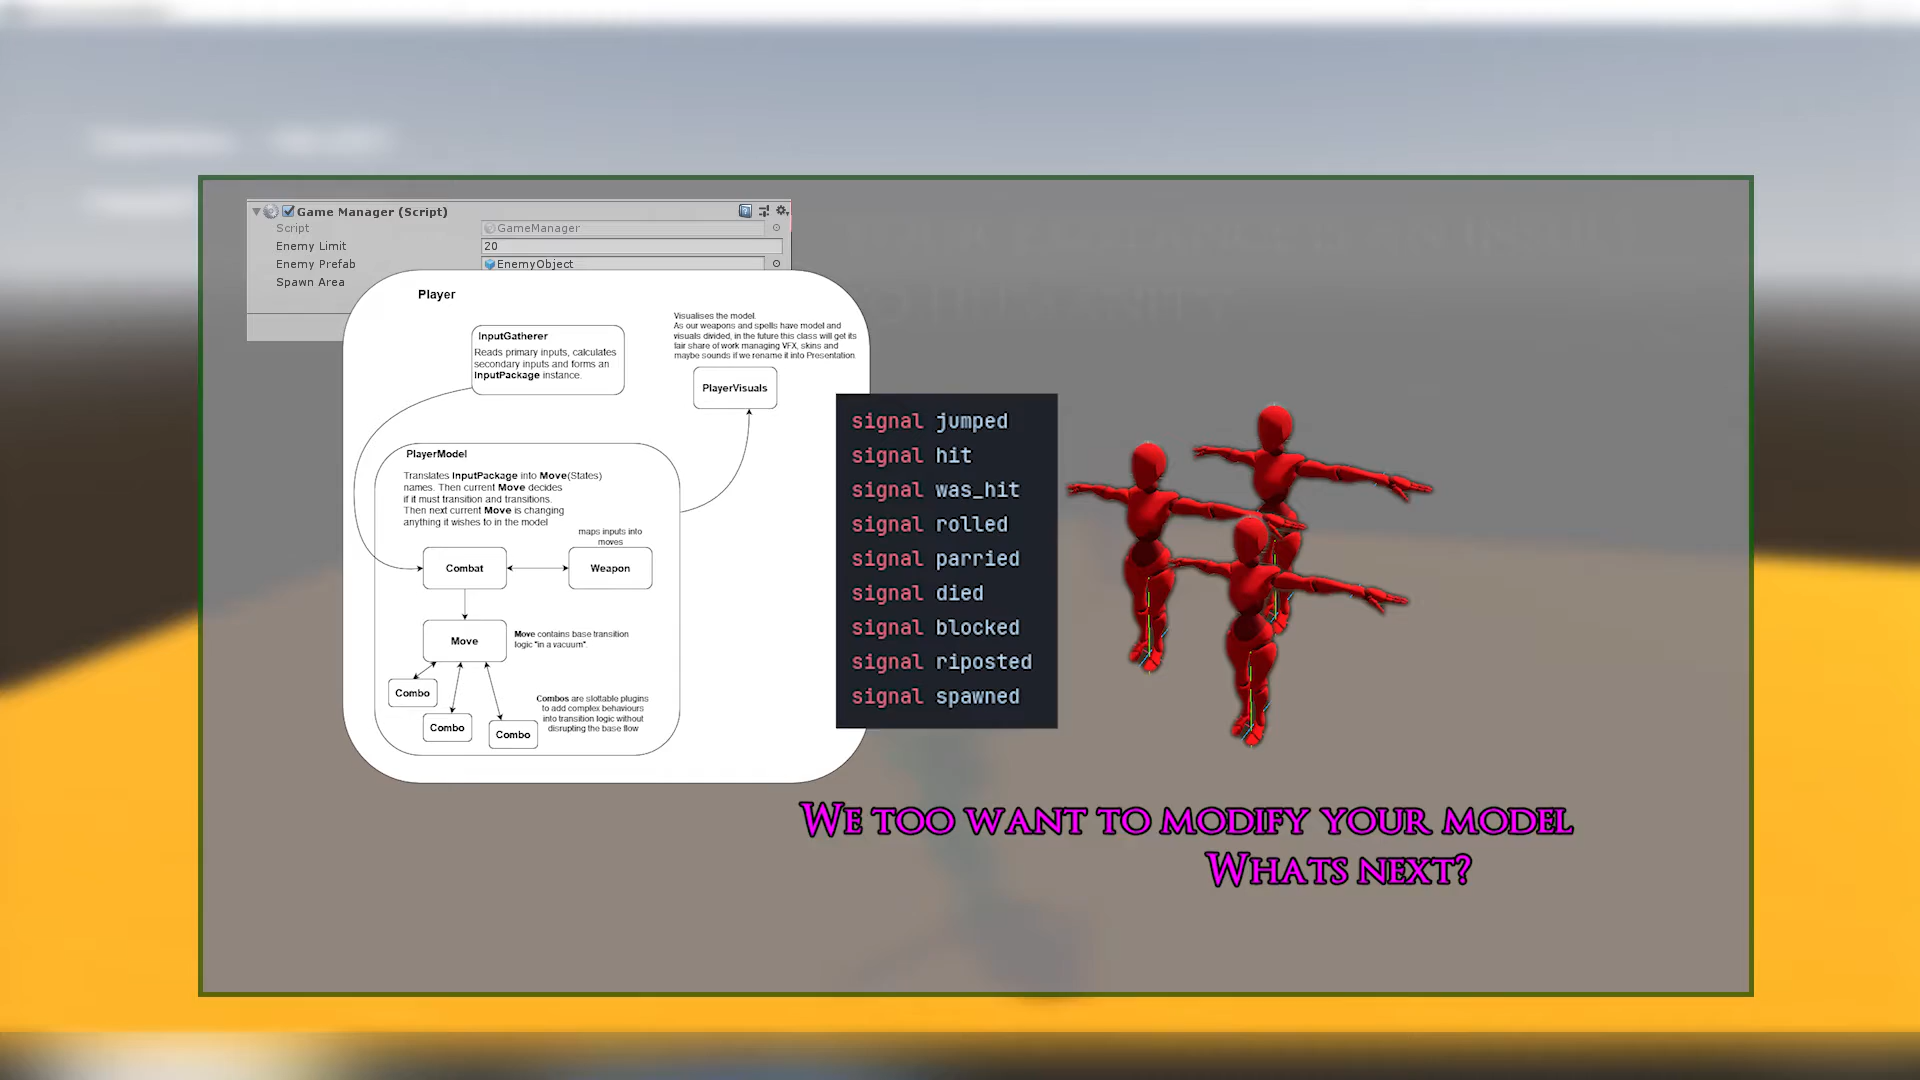 Game Manager (Script)
Script
GameManager
Enemy Limit
20
Enemy Prefab
EnemyObject
Spawn Area
Player
InputGatherer
Reads primary inputs, calculates
secondary inputs and forms an
InputPackage instance.
Visualises the model.
As our weapons and spells have model and
visuals divided, in the future this class will get its
fair share of work managing VFX, skins and
maybe sounds if we rename it into Presentation.
PlayerVisuals
PlayerModel
Translates InputPackage into Move(States)
names. Then current Move decides
if it must transition and transitions.
Then next current Move is changing
anything it wishes to in the model
maps inputs into
moves
Combat
Weapon
Move
Move contains base transition
logic "in a vacuum".
Combo
Combo
Combo
Combos are slottable plugins
to add complex behaviours
into transition logic without
disrupting the base flow
signal jumped
signal hit
signal was_hit
signal rolled
signal parried
signal died
signal blocked
signal riposted
signal spawned
We too want to modify your model
Whats next?